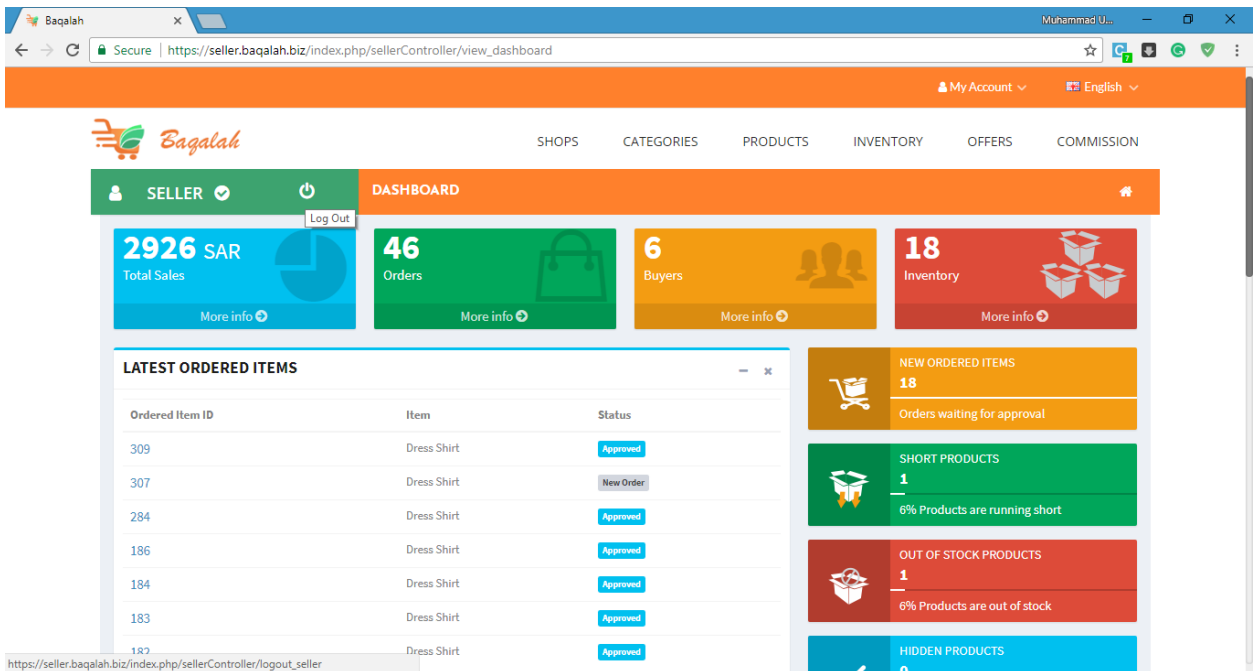 Baqalah
Muhammad U...
Secure https://seller.baqalah.biz/index.php/sellerController/view_dashboard
7
My Account English
Baqalah SHOPS CATEGORIES PRODUCTS INVENTORY OFFERS COMMISSION
SELLER DASHBOARD
Log Out
2926 SAR
Total Sales
More info
46
Orders
More info
6
Buyers
More info
18
Inventory
More info
LATEST ORDERED ITEMS
Ordered Item ID Item Status
309 Dress Shirt Approved
307 Dress Shirt New Order
284 Dress Shirt Approved
186 Dress Shirt Approved
184 Dress Shirt Approved
183 Dress Shirt Approved
182 Dress Shirt Approved
NEW ORDERED ITEMS
18
Orders waiting for approval
SHORT PRODUCTS
1
6% Products are running short
OUT OF STOCK PRODUCTS
1
6% Products are out of stock
HIDDEN PRODUCTS
0
https://seller.baqalah.biz/index.php/sellerController/logout_seller